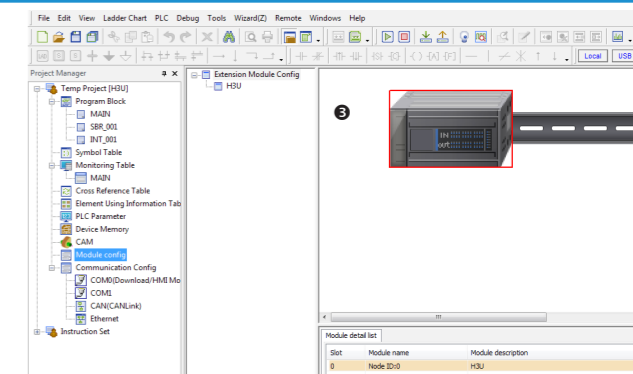 File Edit View Ladder Chart PLC Debug Tools Wizard(Z) Remote Windows Help
Local USB
Project Manager
Temp Project [H3U]
Program Block
MAIN
SBR_001
INT_001
Symbol Table
Monitoring Table
MAIN
Cross Reference Table
Element Using Information Tab
PLC Parameter
Device Memory
CAM
Module config
Communication Config
COM0(Download/HMI Mo
COM1
CAN(CANLink)
Ethernet
Instruction Set
Extension Module Config
H3U
❸
IN
out
Module detail list
Slot Module name Module description
0 Node ID:0 H3U